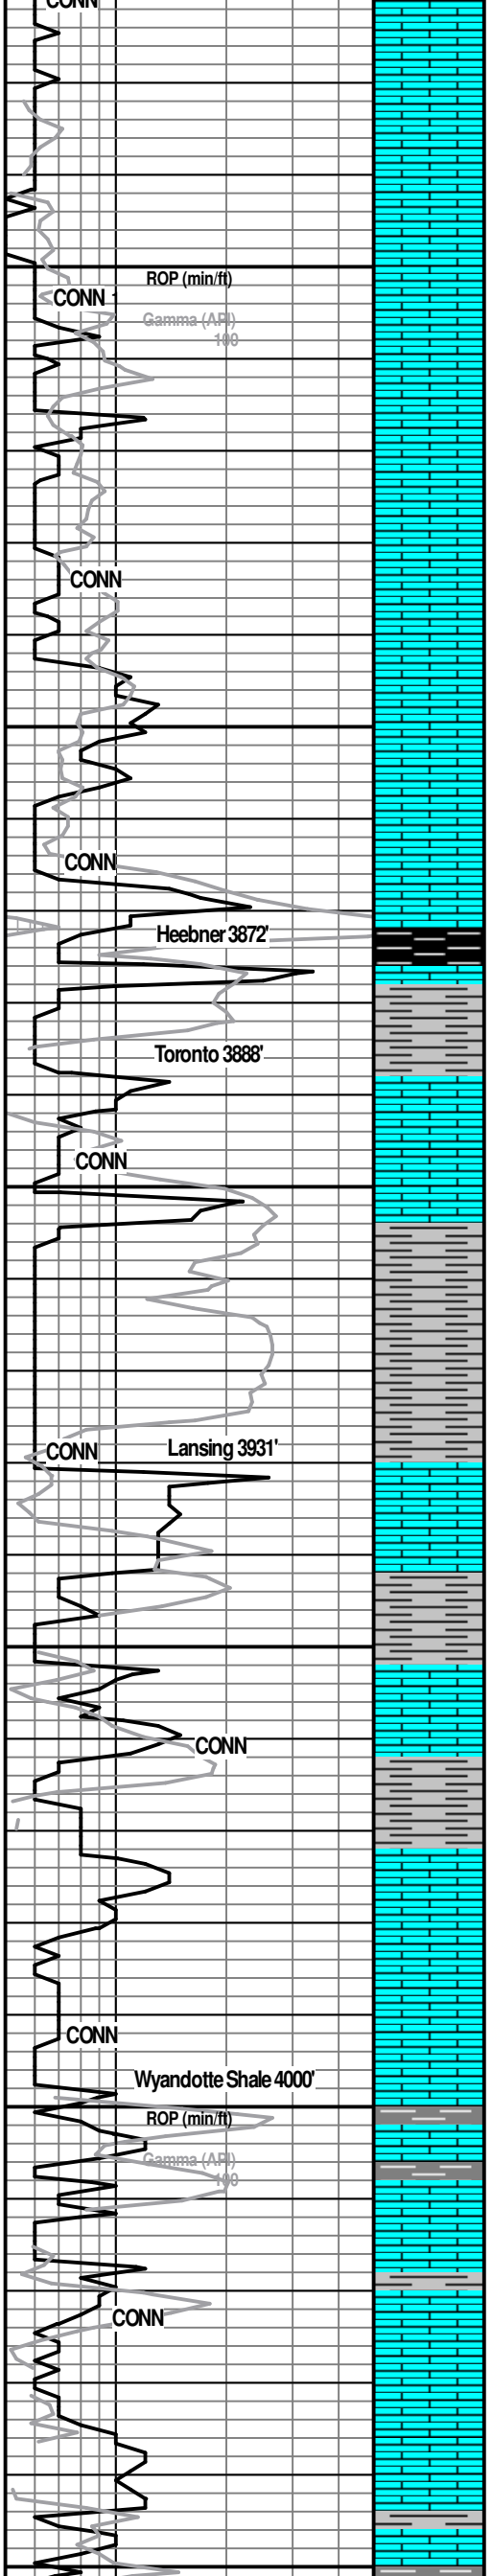 CONN
ROP (min/ft)
CONN 1
Gamma (API)
100
CONN
CONN
Heebner 3872'
Toronto 3888'
CONN
Lansing 3931'
CONN
CONN
CONN
Wyandotte Shale 4000'
ROP (min/ft)
Gamma (API)
100
CONN